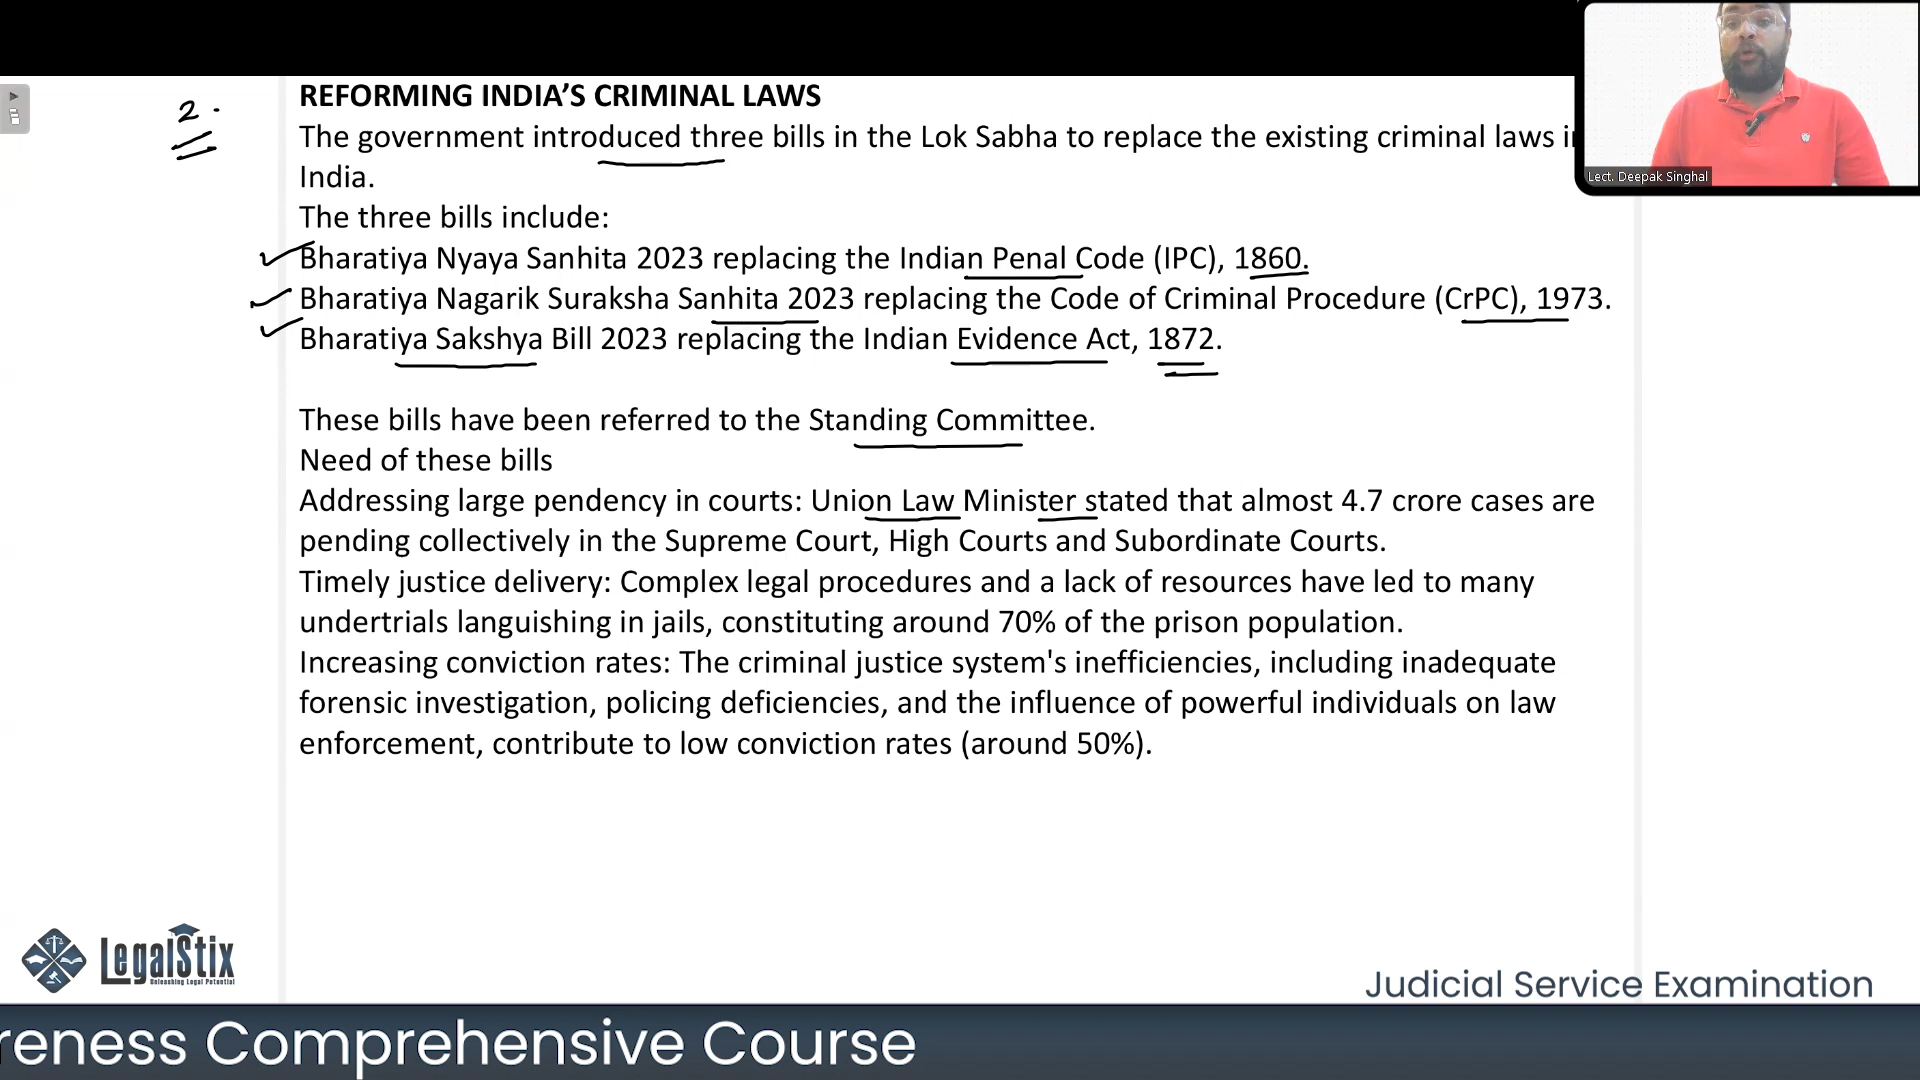 REFORMING INDIA’S CRIMINAL LAWS
2.
The government introduced three bills in the Lok Sabha to replace the existing criminal laws in
India.
Lect. Deepak Singhal
The three bills include:
Bharatiya Nyaya Sanhita 2023 replacing the Indian Penal Code (IPC), 1860.
Bharatiya Nagarik Suraksha Sanhita 2023 replacing the Code of Criminal Procedure (CrPC), 1973.
Bharatiya Sakshya Bill 2023 replacing the Indian Evidence Act, 1872.
These bills have been referred to the Standing Committee.
Need of these bills
Addressing large pendency in courts: Union Law Minister stated that almost 4.7 crore cases are
pending collectively in the Supreme Court, High Courts and Subordinate Courts.
Timely justice delivery: Complex legal procedures and a lack of resources have led to many
undertrials languishing in jails, constituting around 70% of the prison population.
Increasing conviction rates: The criminal justice system's inefficiencies, including inadequate
forensic investigation, policing deficiencies, and the influence of powerful individuals on law
enforcement, contribute to low conviction rates (around 50%).
LegalStix
Unleashing Legal Potential
Judicial Service Examination
reness Comprehensive Course